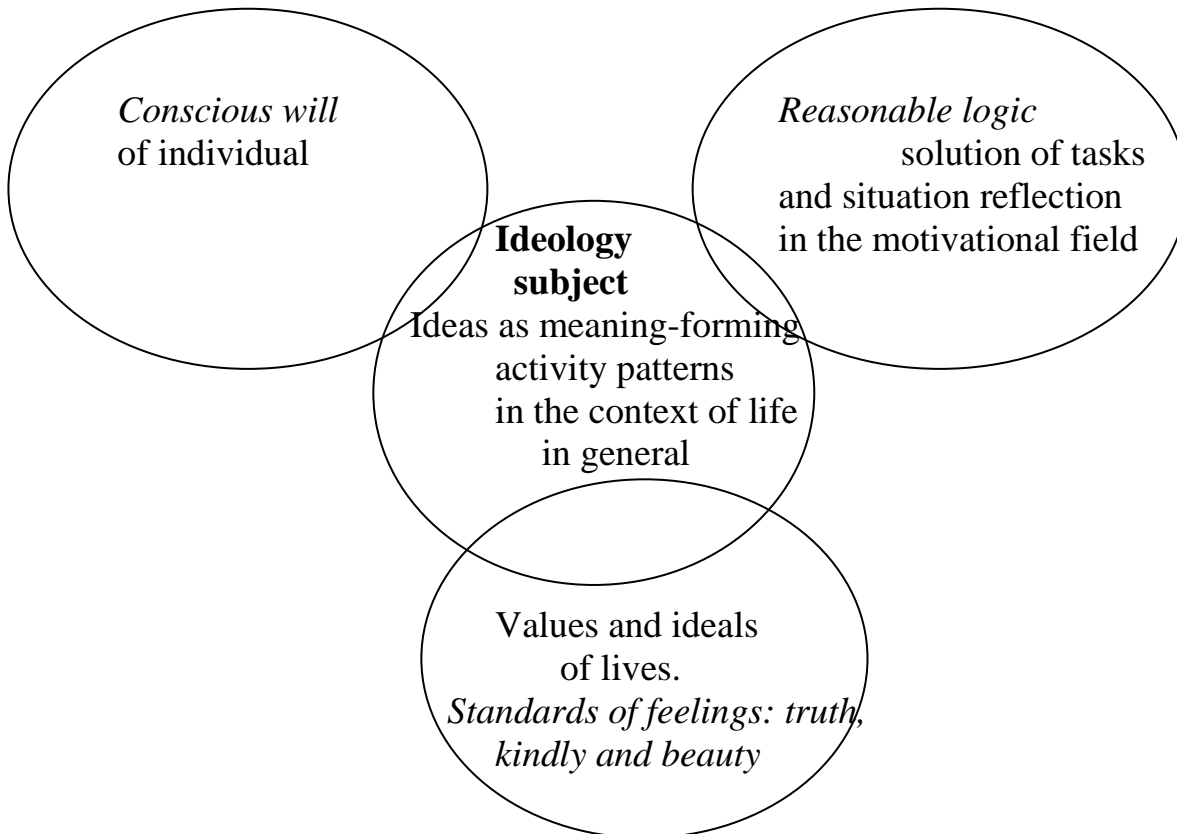 Conscious will
of individual
Reasonable logic
solution of tasks
and situation reflection
in the motivational field
Ideology
subject
Ideas as meaning-forming
activity patterns
in the context of life
in general
Values and ideals
of lives.
Standards of feelings: truth,
kindly and beauty